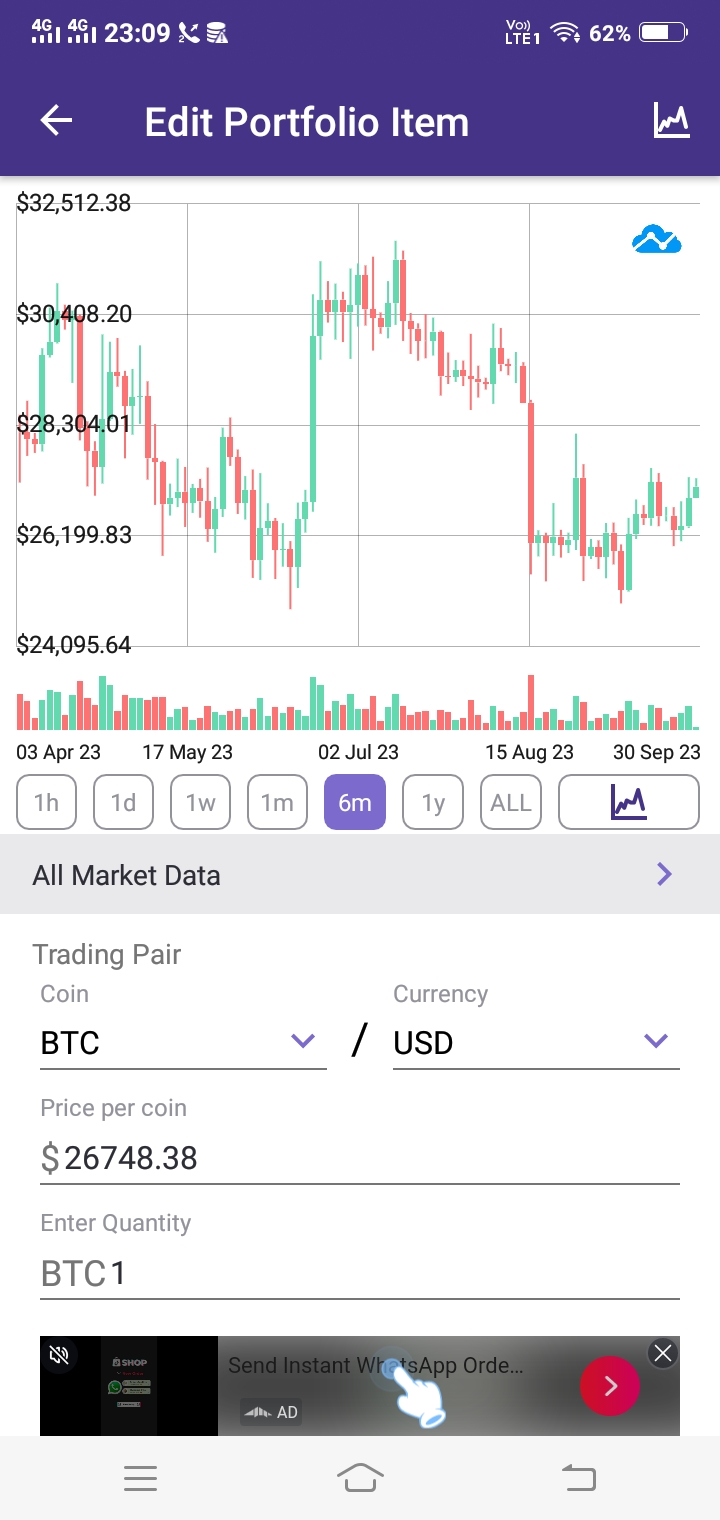 4G 4G 23:09 2 Vo)) LTE1 62%
Edit Portfolio Item
$32,512.38
$30,408.20
$28,304.01
$26,199.83
$24,095.64
03 Apr 23 17 May 23 02 Jul 23 15 Aug 23 30 Sep 23
1h 1d 1w 1m 6m 1y ALL
All Market Data
Trading Pair
Coin Currency
BTC / USD
Price per coin
$ 26748.38
Enter Quantity
BTC 1
SHOP
Send Instant WhatsApp Orde...
AD